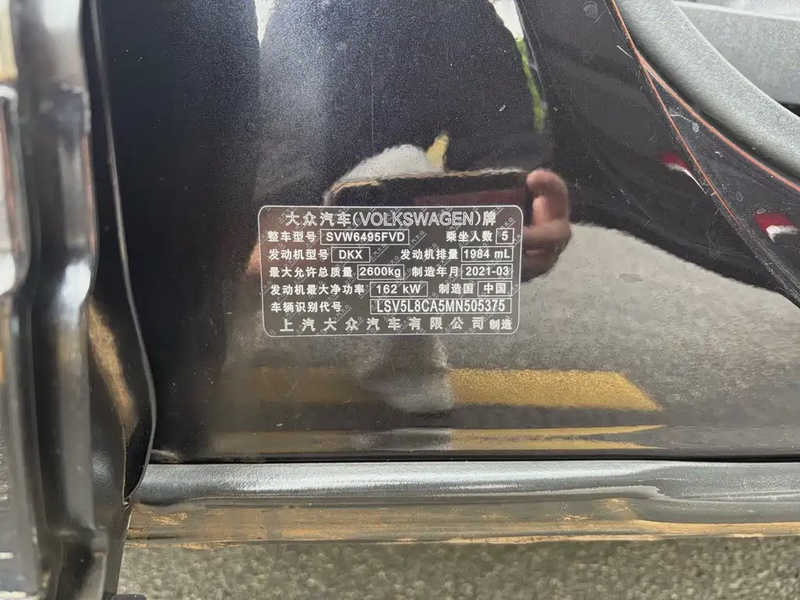 大众汽车(VOLKSWAGEN)牌
整车型号 SVW6495FVD 乘坐人数 5
发动机型号 DKX 发动机排量 1984 mL
最大允许总质量 2600kg 制造年月 2021-03
发动机最大净功率 162 kW 制造国 中国
车辆识别代号 LSV5L8CA5MN505375
上汽大众汽车有限公司 制造